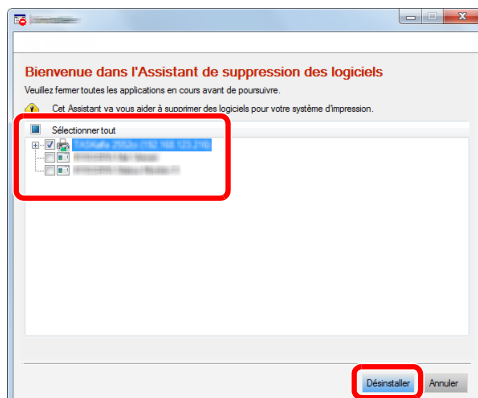 Bienvenue dans l'Assistant de suppression des logiciels
Veuillez fermer toutes les applications en cours avant de poursuivre.
Cet Assistant va vous aider à supprimer des logiciels pour votre système d'impression.
Sélectionner tout
Désinstaller Annuler